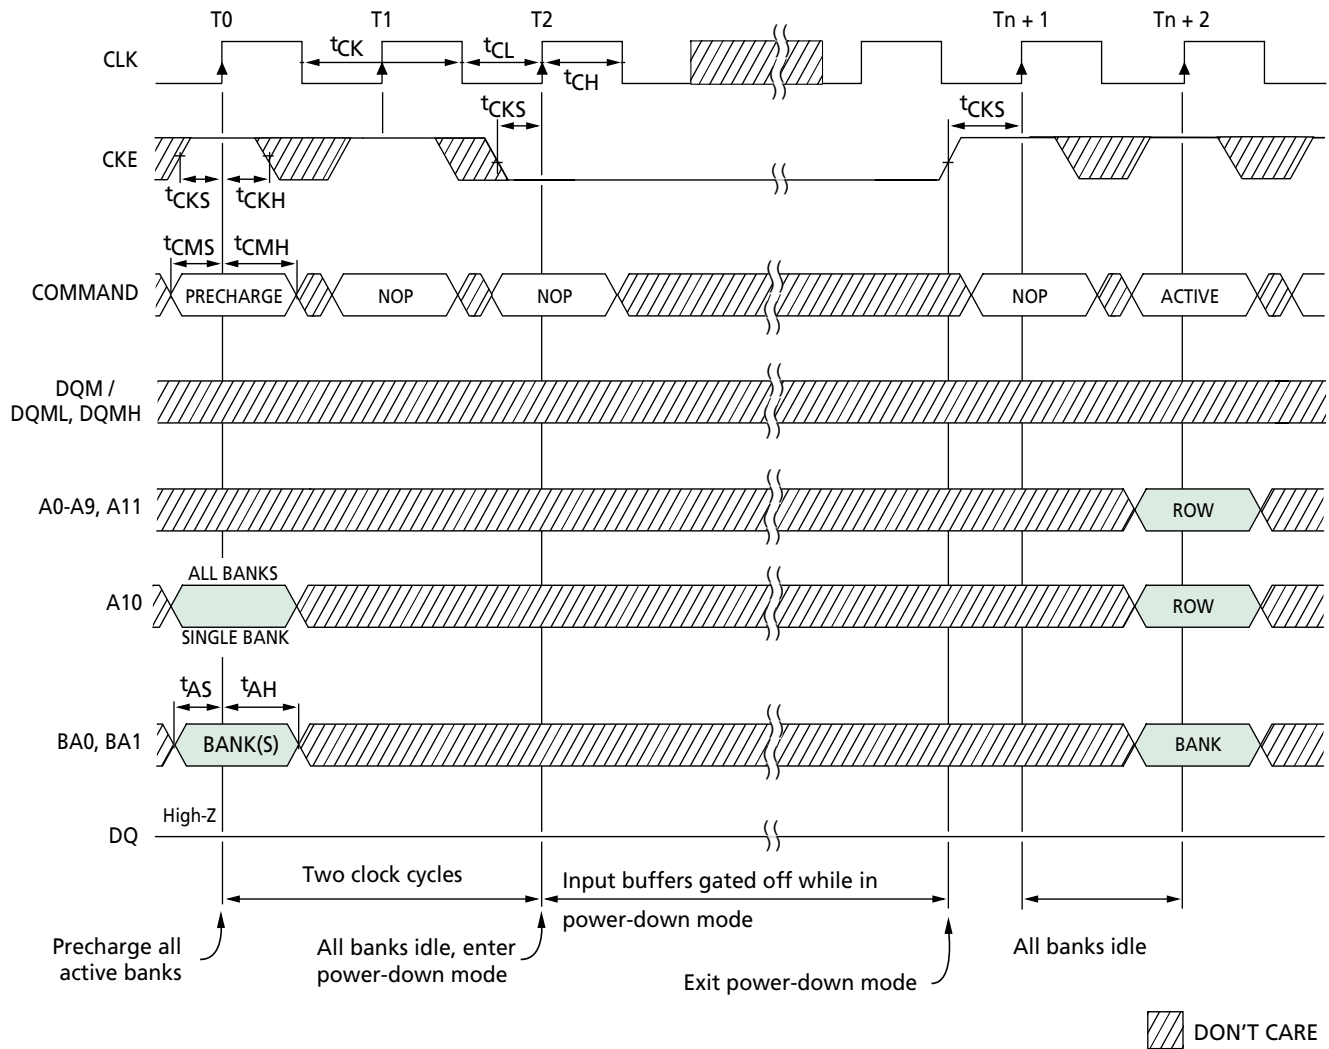 T0 T1 T2 Tn + 1 Tn + 2
CLK
tCK tCL
tCH
tCKS tCKS
CKE
tCKS tCKH
tCMS tCMH
COMMAND PRECHARGE NOP NOP NOP ACTIVE
DQM /
DQML, DQMH
A0-A9, A11 ROW
ALL BANKS
A10 ROW
SINGLE BANK
tAS tAH
BA0, BA1 BANK(S) BANK
High-Z
DQ
Two clock cycles
Input buffers gated off while in
power-down mode
Precharge all
active banks
All banks idle, enter
power-down mode
Exit power-down mode
All banks idle
DON'T CARE